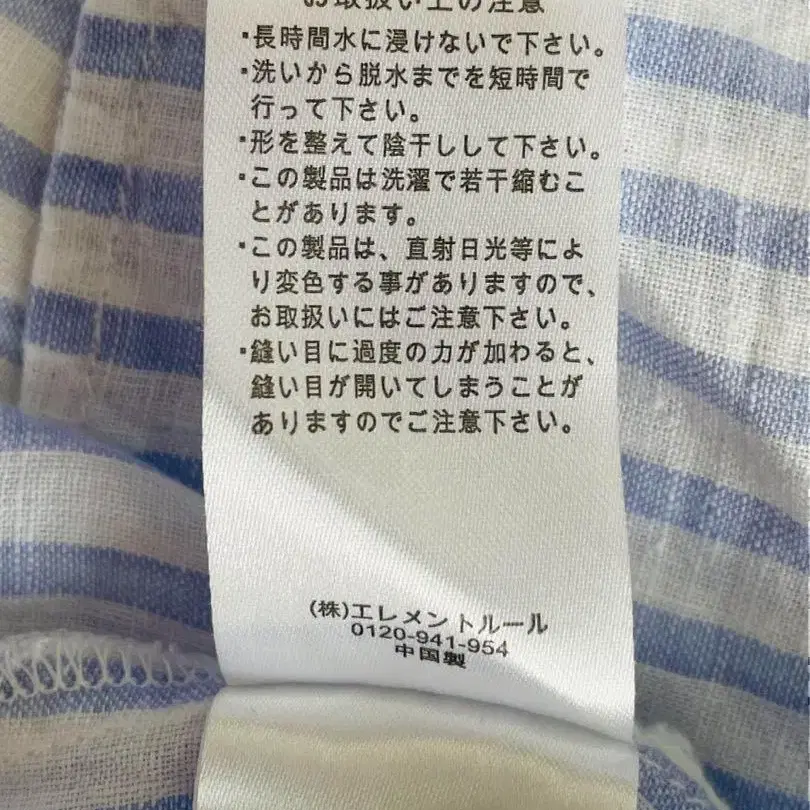 お取扱い上の注意
・長時間水に浸けないで下さい。
・洗いから脱水までを短時間で
行って下さい。
・形を整えて陰干しして下さい。
・この製品は洗濯で若干縮むこ
とがあります。
・この製品は、直射日光等によ
り変色する事がありますので、
お取扱いにはご注意下さい。
・縫い目に過度の力が加わると、
縫い目が開いてしまうことが
ありますのでご注意下さい。
(株)エレメントルール
0120-941-954
中国製